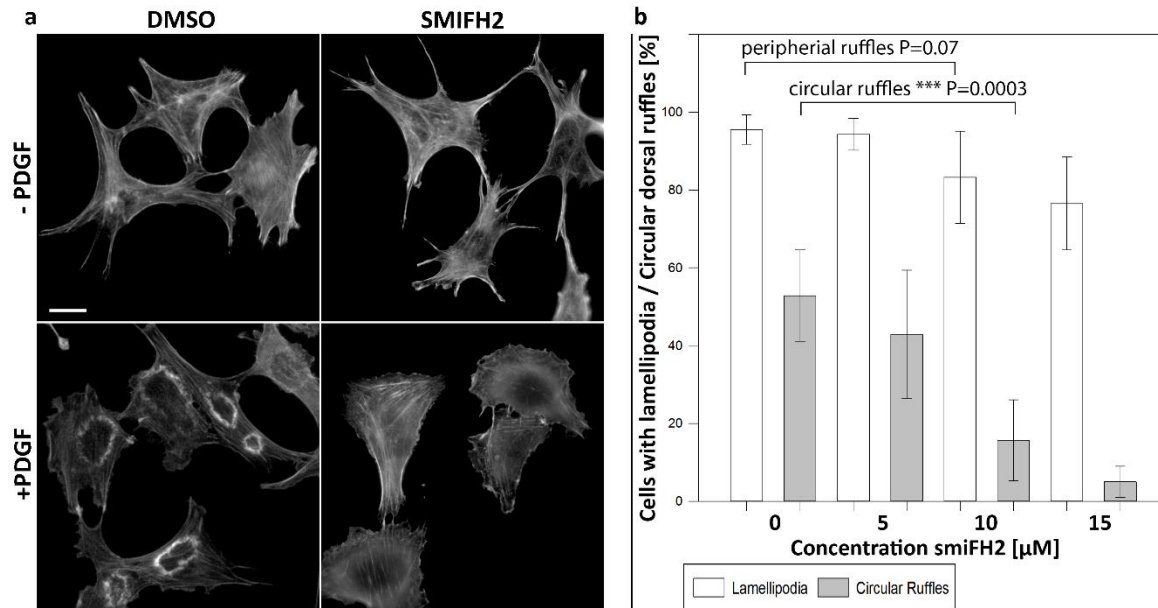 a
DMSO
SMIFH2
- PDGF
+PDGF
b
Cells with lamellipodia / Circular dorsal ruffles [%]
peripherial ruffles P=0.07
circular ruffles *** P=0.0003
100
80
60
40
20
0
0 5 10 15
Concentration smiFH2 [µM]
Lamellipodia Circular Ruffles